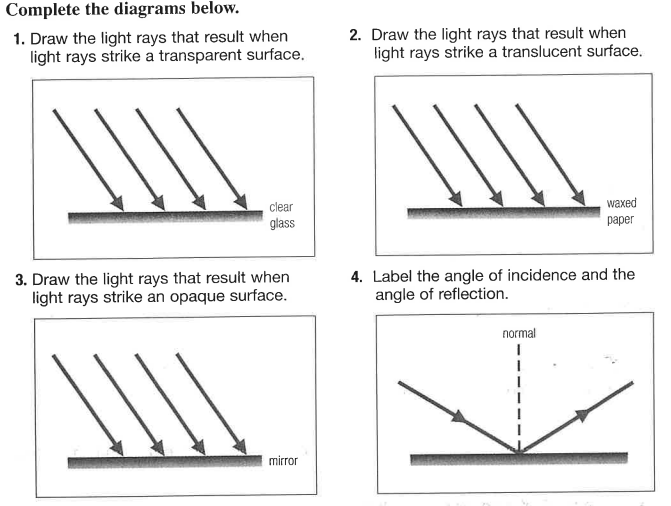 Complete the diagrams below.
1. Draw the light rays that result when
light rays strike a transparent surface.
clear
glass
2. Draw the light rays that result when
light rays strike a translucent surface.
waxed
paper
3. Draw the light rays that result when
light rays strike an opaque surface.
mirror
4. Label the angle of incidence and the
angle of reflection.
normal